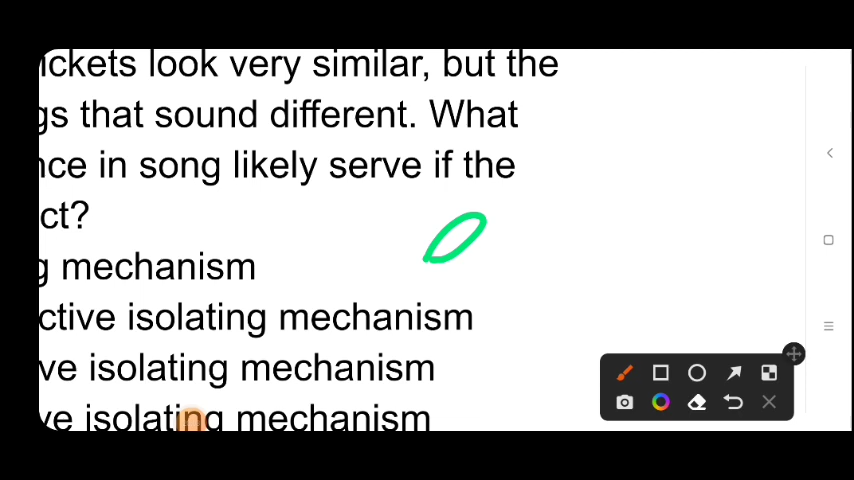 ickets look very similar, but the
gs that sound different. What
nce in song likely serve if the
ct?
g mechanism
ctive isolating mechanism
ve isolating mechanism
ve isolating mechanism